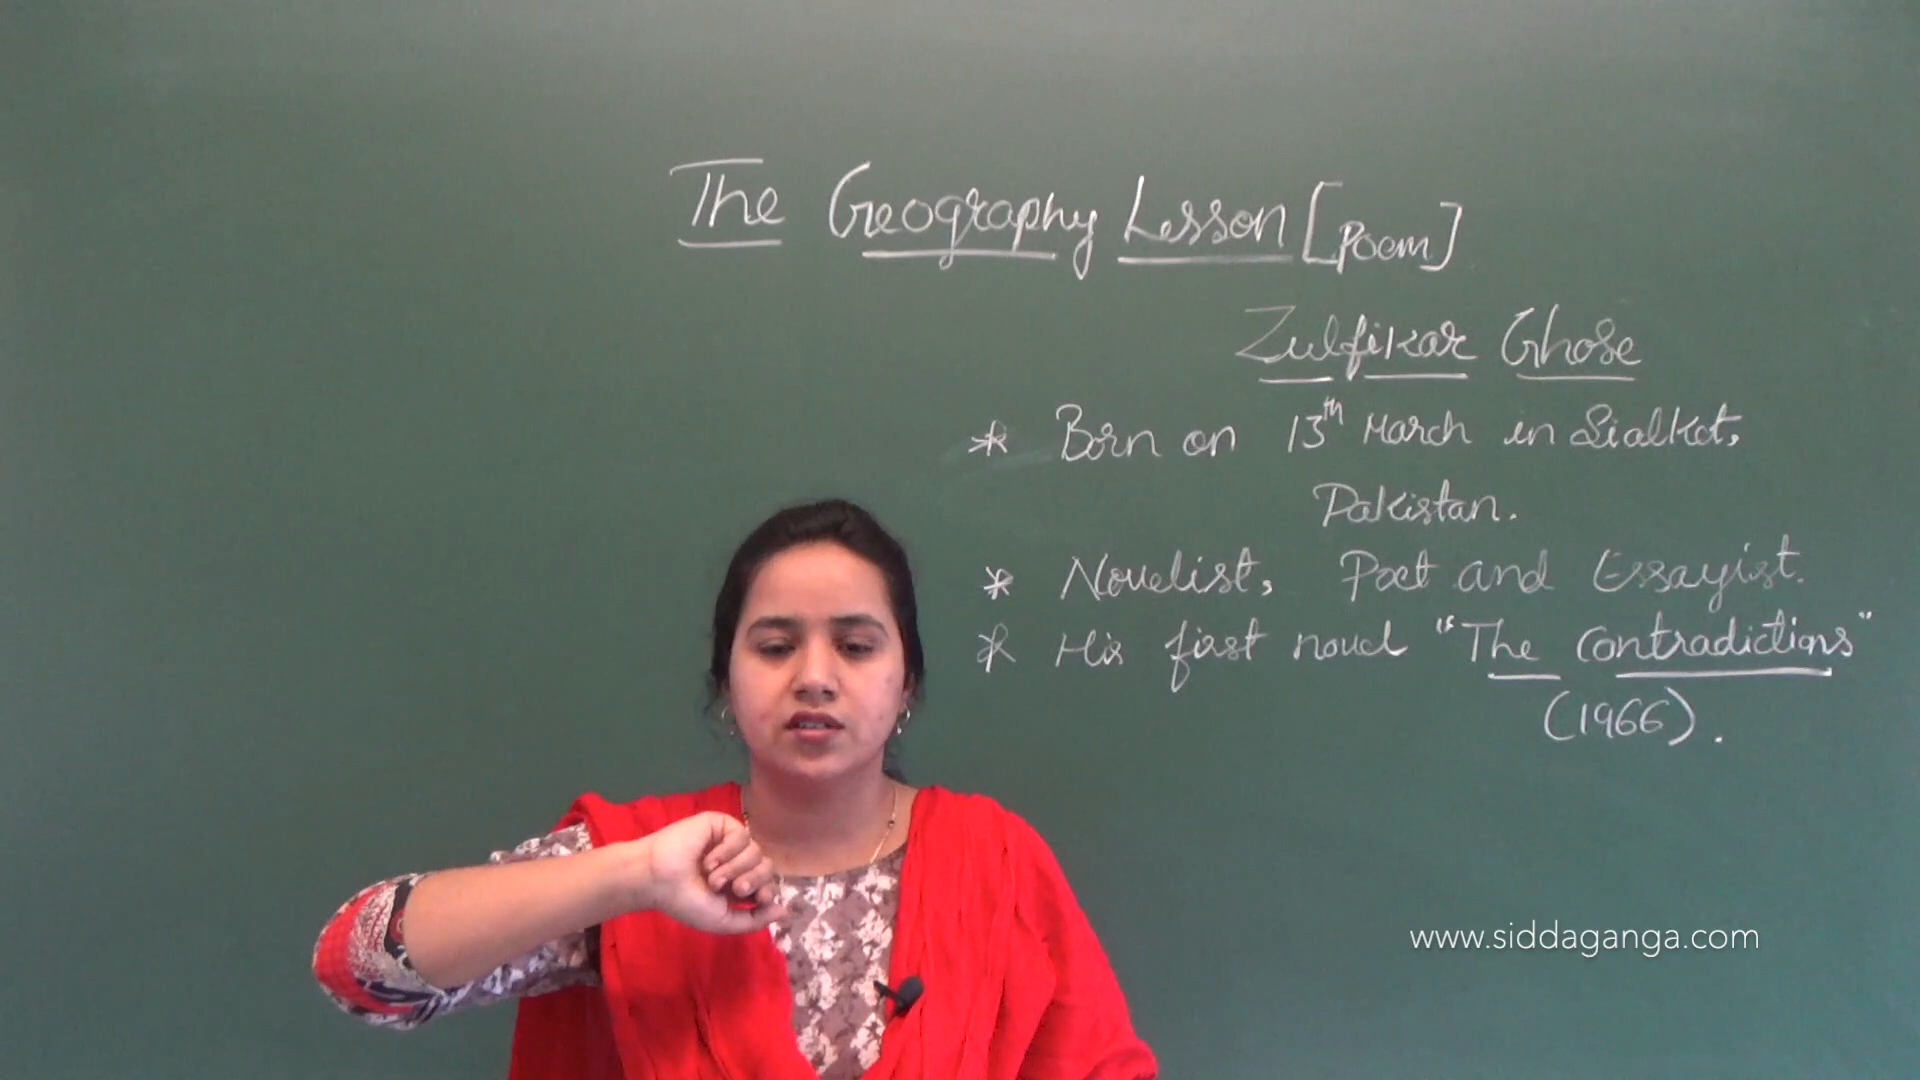 The Geography Lesson [Poem]
Zulfikar Ghose
* Born on 13th March in Sialkot,
Pakistan.
* Novelist, Poet and Essayist.
* His first novel "The Contradictions"
(1966).
www.siddaganga.com